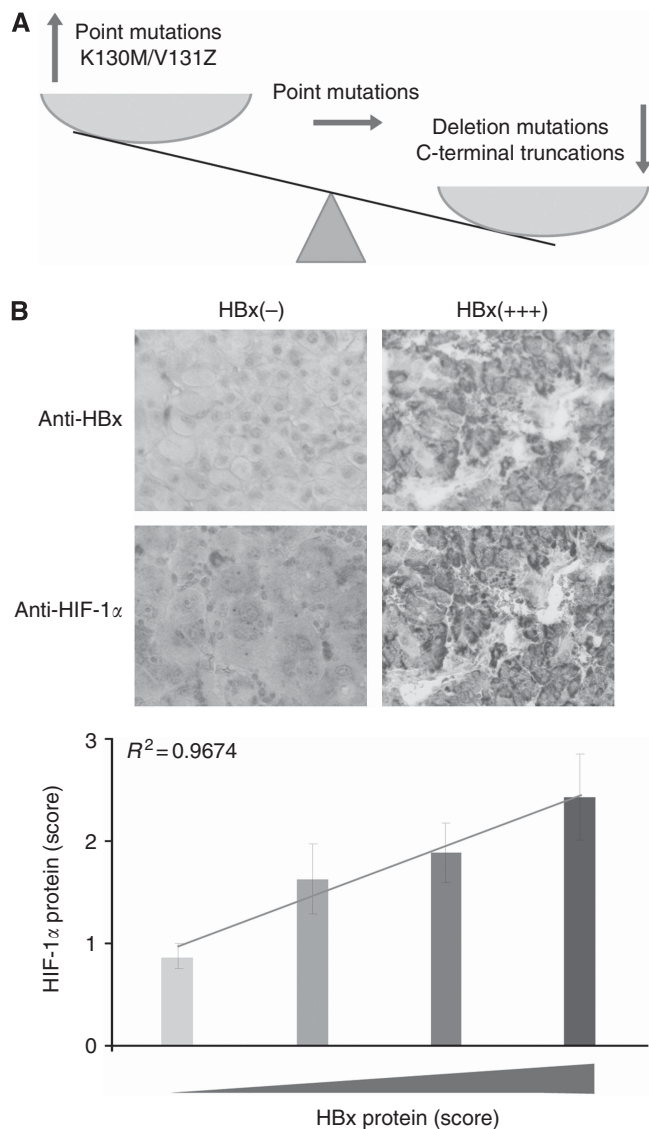 A
Point mutations
K130M/V131Z
Point mutations
Deletion mutations
C-terminal truncations
B
HBx(–)
HBx(+++)
Anti-HBx
Anti-HIF-1α
3
R² = 0.9674
2
1
0
HIF-1α protein (score)
HBx protein (score)